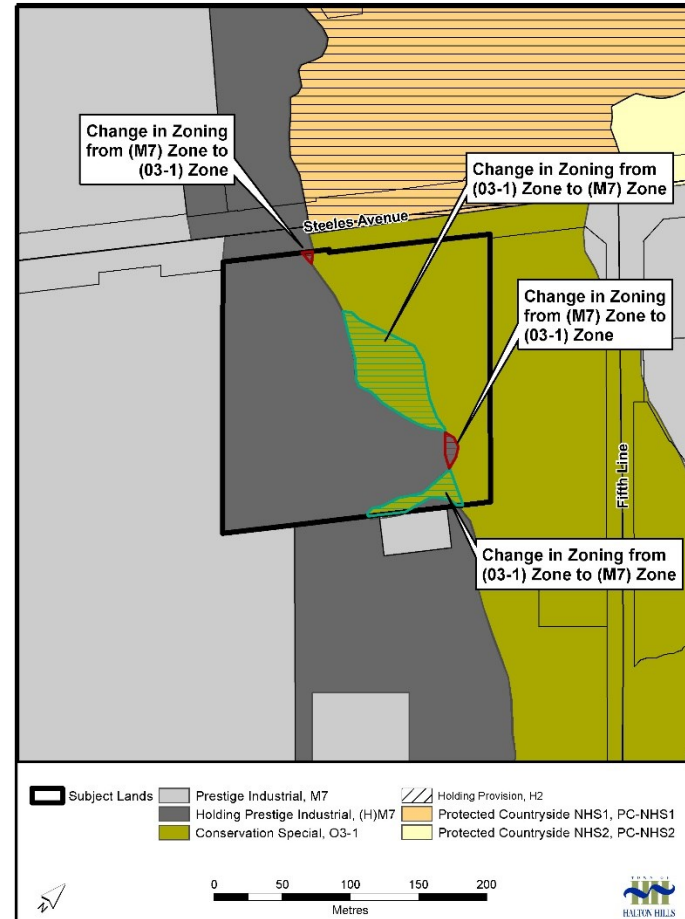 Change in Zoning
from (M7) Zone to
(03-1) Zone
Change in Zoning from
(03-1) Zone to (M7) Zone
Steeles Avenue
Change in Zoning
from (M7) Zone to
(03-1) Zone
Fifth Line
Change in Zoning from
(03-1) Zone to (M7) Zone
Subject Lands
Prestige Industrial, M7
Holding Prestige Industrial, (H)M7
Conservation Special, O3-1
Holding Provision, H2
Protected Countryside NHS1, PC-NHS1
Protected Countryside NHS2, PC-NHS2
N
0 50 100 150 200
Metres
TOWN OF
HALTON HILLS